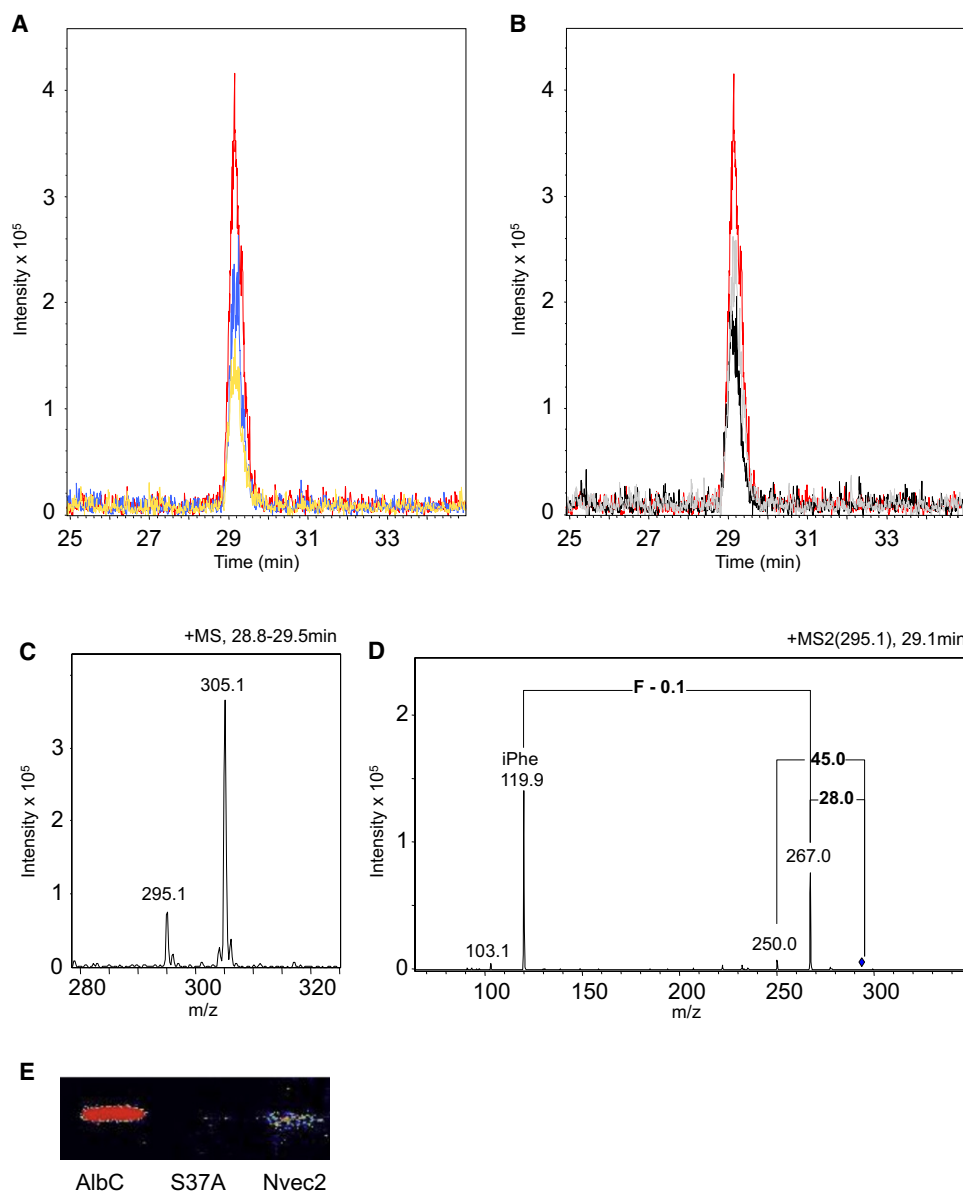 A
Intensity x 10⁵
4
3
2
1
0
25 27 29 31 33
Time (min)
B
Intensity x 10⁵
4
3
2
1
0
25 27 29 31 33
Time (min)
C
+MS, 28.8-29.5min
Intensity x 10⁵
3
2
1
0
305.1
295.1
280 300 320
m/z
D
+MS2(295.1), 29.1min
Intensity x 10⁵
2
1
0
F - 0.1
iPhe
119.9
45.0
28.0
267.0
250.0
103.1
100 150 200 250 300 350
m/z
E
AlbC S37A Nvec2